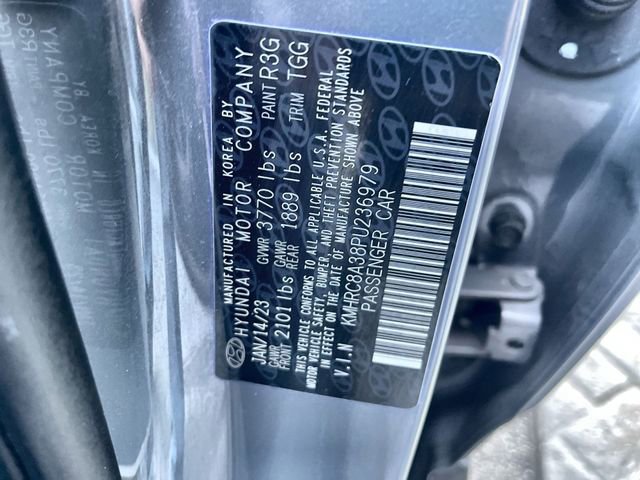 MANUFACTURED IN KOREA BY
HYUNDAI MOTOR COMPANY
JAN/14/23 GVWR 3770 lbs PAINT R3G
GAWR FRONT 2101 lbs GAWR REAR 1889 lbs TRIM TGG
THIS VEHICLE CONFORMS TO ALL APPLICABLE U.S.A. FEDERAL
MOTOR VEHICLE SAFETY, BUMPER, AND THEFT PREVENTION STANDARDS
IN EFFECT ON THE DATE OF MANUFACTURE SHOWN ABOVE
V.I.N KMHRC8A38PU236979
PASSENGER CAR